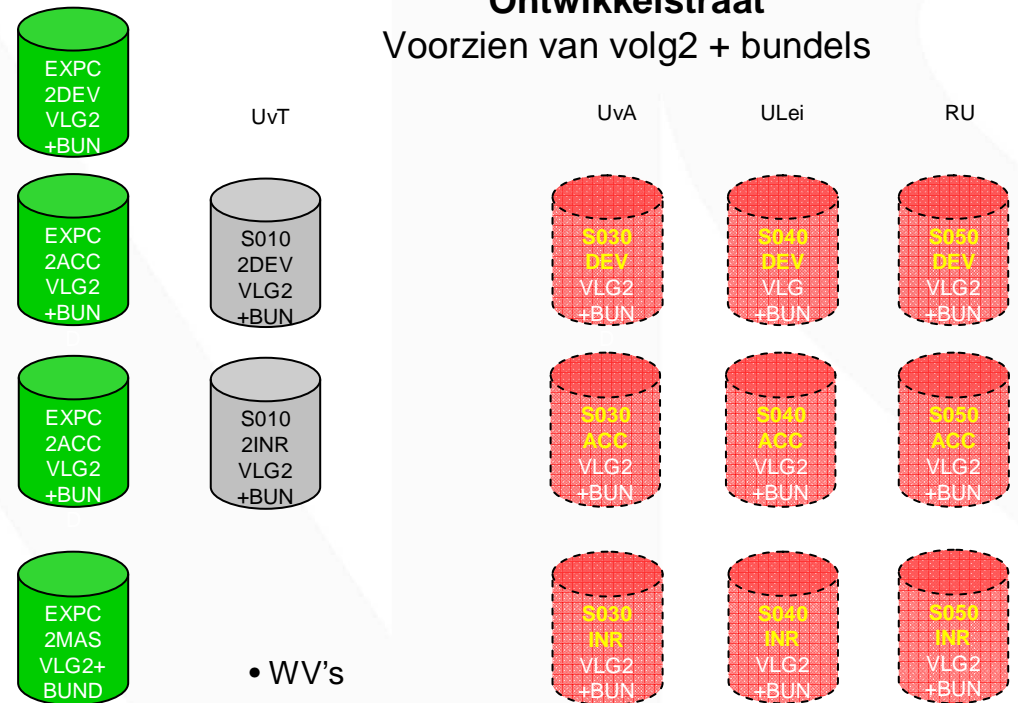 Ontwikkelstraat
Voorzien van volg2 + bundels
EXPC
2DEV
VLG2
+BUN
UvT
UvA
ULei
RU
EXPC
2ACC
VLG2
+BUN
S010
2DEV
VLG2
+BUN
S030
DEV
VLG2
+BUN
S040
DEV
VLG
+BUN
S050
DEV
VLG2
+BUN
EXPC
2ACC
VLG2
+BUN
S010
2INR
VLG2
+BUN
S030
ACC
VLG2
+BUN
S040
ACC
VLG2
+BUN
S050
ACC
VLG2
+BUN
EXPC
2MAS
VLG2+
BUND
• WV's
S030
INR
VLG2
+BUN
S040
INR
VLG2
+BUN
S050
INR
VLG2
+BUN